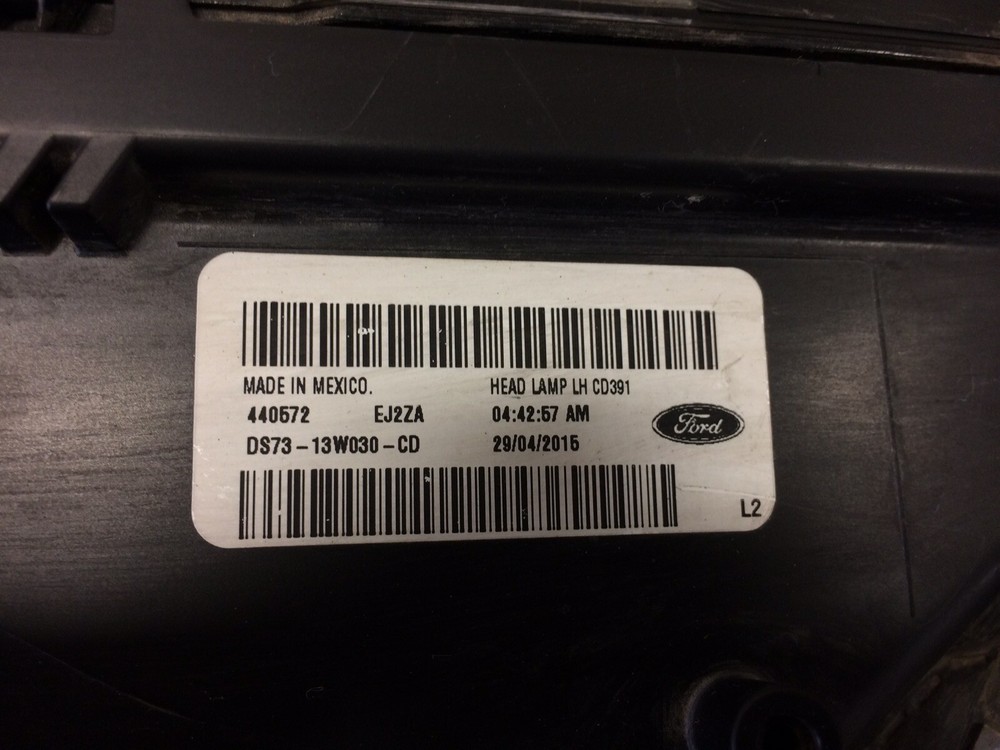 MADE IN MEXICO. HEAD LAMP LH CD391
440572 EJ2ZA 04:42:57 AM
DS73-13W030-CD 29/04/2015
Ford
L2